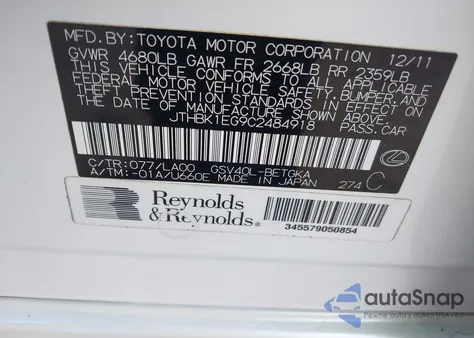 MFD. BY: TOYOTA MOTOR CORPORATION 12/11
GVWR 4680LB GAWR FR 2668LB RR 2359LB
THIS VEHICLE CONFORMS TO ALL APPLICABLE
FEDERAL MOTOR VEHICLE SAFETY, BUMPER, AND
THEFT PREVENTION STANDARDS IN EFFECT ON
THE DATE OF MANUFACTURE SHOWN ABOVE.
JTHBK1EG9C2484918 PASS.CAR
C/TR: 077/LA00 GSV40L-BETGKA
A/TM: -01A/U660E MADE IN JAPAN 274 C
Reynolds
& Reynolds®
345579050854
autoSnap
Pewne auto